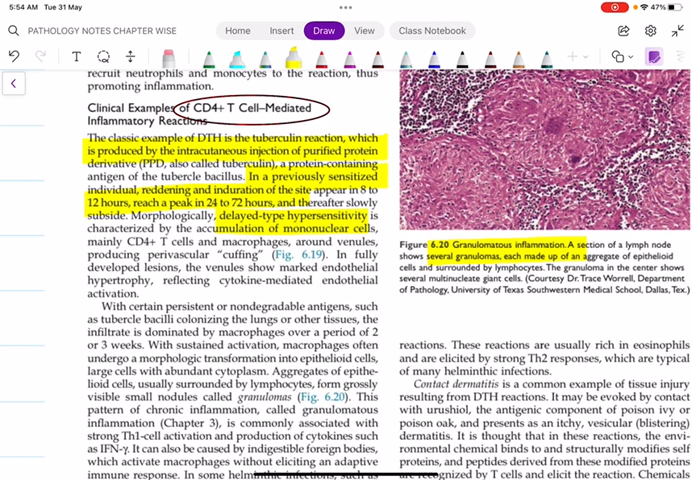 5:54 AM Tue 31 May
47%
PATHOLOGY NOTES CHAPTER WISE
Home
Insert
Draw
View
Class Notebook
recruit neutrophils and monocytes to the reaction, thus
promoting inflammation.
Clinical Examples of CD4+ T Cell–Mediated
Inflammatory Reactions
The classic example of DTH is the tuberculin reaction, which
is produced by the intracutaneous injection of purified protein
derivative (PPD, also called tuberculin), a protein-containing
antigen of the tubercle bacillus. In a previously sensitized
individual, reddening and induration of the site appear in 8 to
12 hours, reach a peak in 24 to 72 hours, and thereafter slowly
subside. Morphologically, delayed-type hypersensitivity is
characterized by the accumulation of mononuclear cells,
mainly CD4+ T cells and macrophages, around venules,
producing perivascular “cuffing” (Fig. 6.19). In fully
developed lesions, the venules show marked endothelial
hypertrophy, reflecting cytokine-mediated endothelial
activation.
With certain persistent or nondegradable antigens, such
as tubercle bacilli colonizing the lungs or other tissues, the
infiltrate is dominated by macrophages over a period of 2
or 3 weeks. With sustained activation, macrophages often
undergo a morphologic transformation into epithelioid cells,
large cells with abundant cytoplasm. Aggregates of epithe-
lioid cells, usually surrounded by lymphocytes, form grossly
visible small nodules called granulomas (Fig. 6.20). This
pattern of chronic inflammation, called granulomatous
inflammation (Chapter 3), is commonly associated with
strong Th1-cell activation and production of cytokines such
as IFN-γ. It can also be caused by indigestible foreign bodies,
which activate macrophages without eliciting an adaptive
immune response. In some helminthic infections, such as
Figure 6.20 Granulomatous inflammation. A section of a lymph node
shows several granulomas, each made up of an aggregate of epithelioid
cells and surrounded by lymphocytes. The granuloma in the center shows
several multinucleate giant cells. (Courtesy Dr. Trace Worrell, Department
of Pathology, University of Texas Southwestern Medical School, Dallas, Tex.)
reactions. These reactions are usually rich in eosinophils
and are elicited by strong Th2 responses, which are typical
of many helminthic infections.
Contact dermatitis is a common example of tissue injury
resulting from DTH reactions. It may be evoked by contact
with urushiol, the antigenic component of poison ivy or
poison oak, and presents as an itchy, vesicular (blistering)
dermatitis. It is thought that in these reactions, the en-
vironmental chemical binds to and structurally modifies self
proteins, and peptides derived from these modified proteins
are recognized by T cells and elicit the reaction. Chemicals